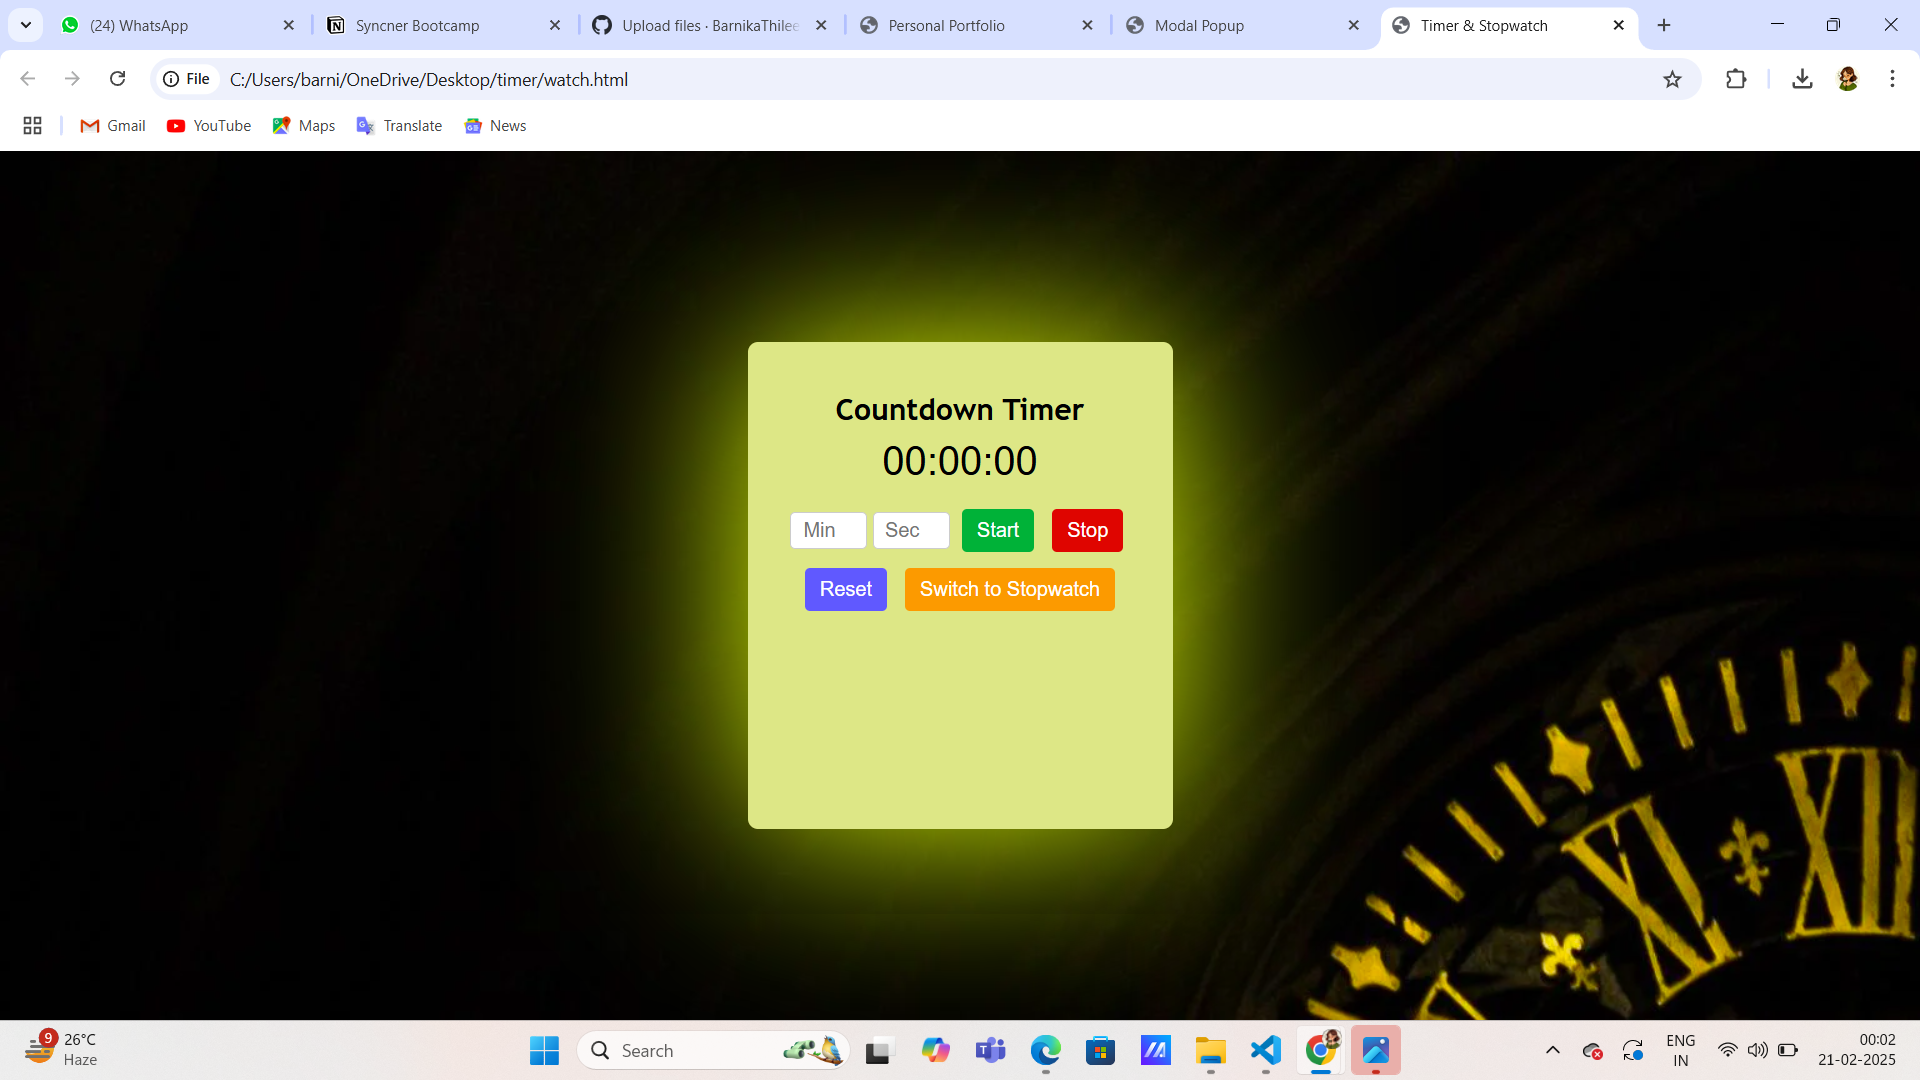 (24) WhatsApp
Syncner Bootcamp
Upload files · BarnikaThilee
Personal Portfolio
Modal Popup
Timer & Stopwatch
File
C:/Users/barni/OneDrive/Desktop/timer/watch.html
Gmail
YouTube
Maps
Translate
News
Countdown Timer
00:00:00
Min
Sec
Start
Stop
Reset
Switch to Stopwatch
XI
XII
9
26°C
Haze
Search
ENG
IN
00:02
21-02-2025